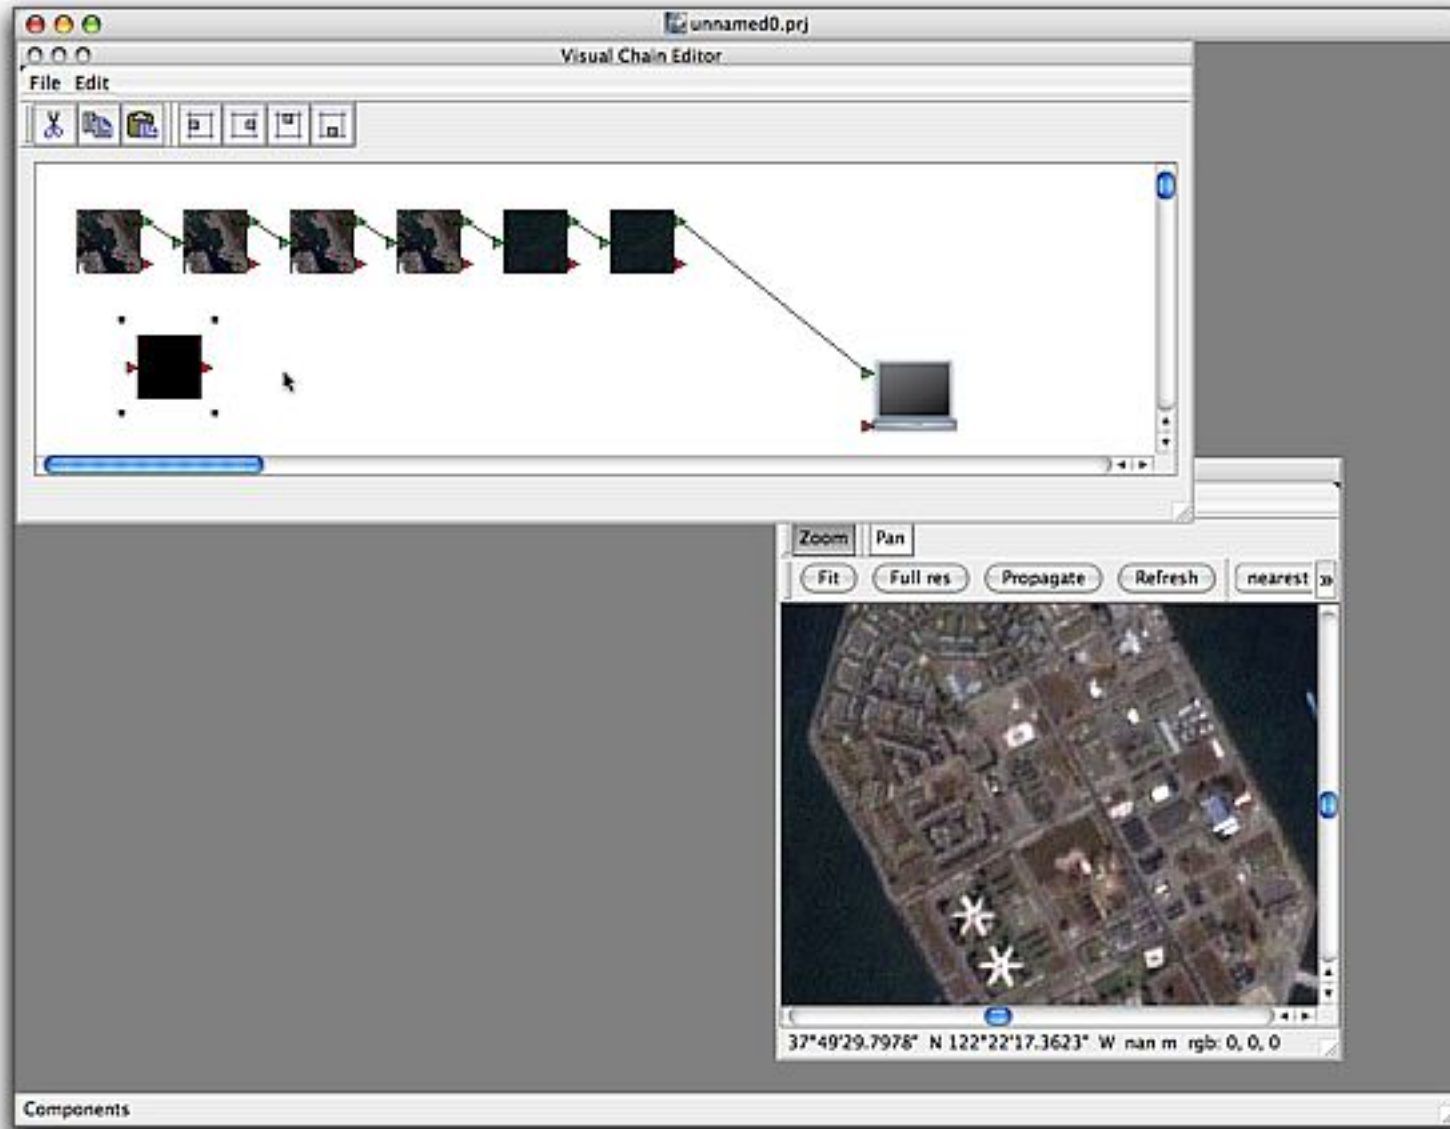 unnamed0.prj
Visual Chain Editor
File Edit
Zoom Pan
Fit Full res Propagate Refresh nearest »
37°49'29.7978" N 122°22'17.3623" W nan m rgb: 0, 0, 0
Components